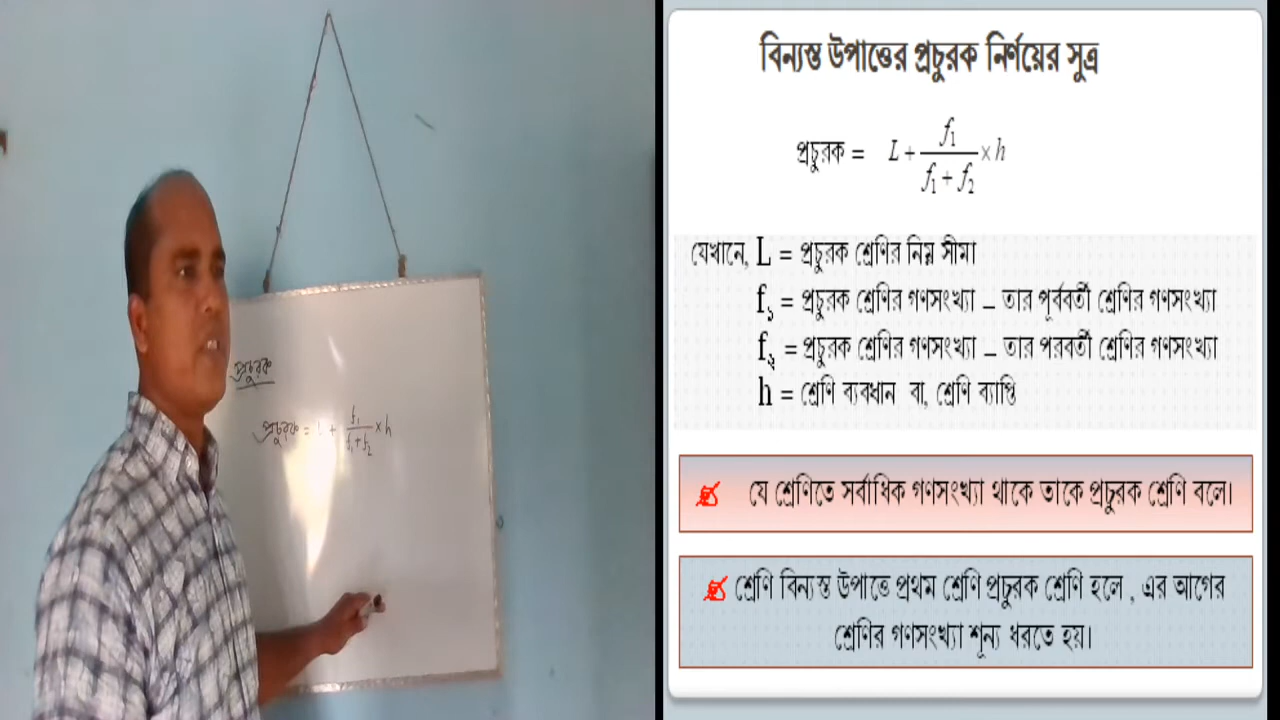 প্রচুরক
প্রচুরক = L + f₁/(f₁+f₂) × h
বিন্যস্ত উপাত্তের প্রচুরক নির্ণয়ের সুত্র
প্রচুরক = L + f₁/(f₁ + f₂) × h
যেখানে, L = প্রচুরক শ্রেণির নিম্ন সীমা
f₁ = প্রচুরক শ্রেণির গণসংখ্যা – তার পূর্ববর্তী শ্রেণির গণসংখ্যা
f₂ = প্রচুরক শ্রেণির গণসংখ্যা – তার পরবর্তী শ্রেণির গণসংখ্যা
h = শ্রেণি ব্যবধান বা, শ্রেণি ব্যাপ্তি
যে শ্রেণিতে সর্বাধিক গণসংখ্যা থাকে তাকে প্রচুরক শ্রেণি বলে।
শ্রেণি বিন্যস্ত উপাত্তে প্রথম শ্রেণি প্রচুরক শ্রেণি হলে , এর আগের
শ্রেণির গণসংখ্যা শূন্য ধরতে হয়।